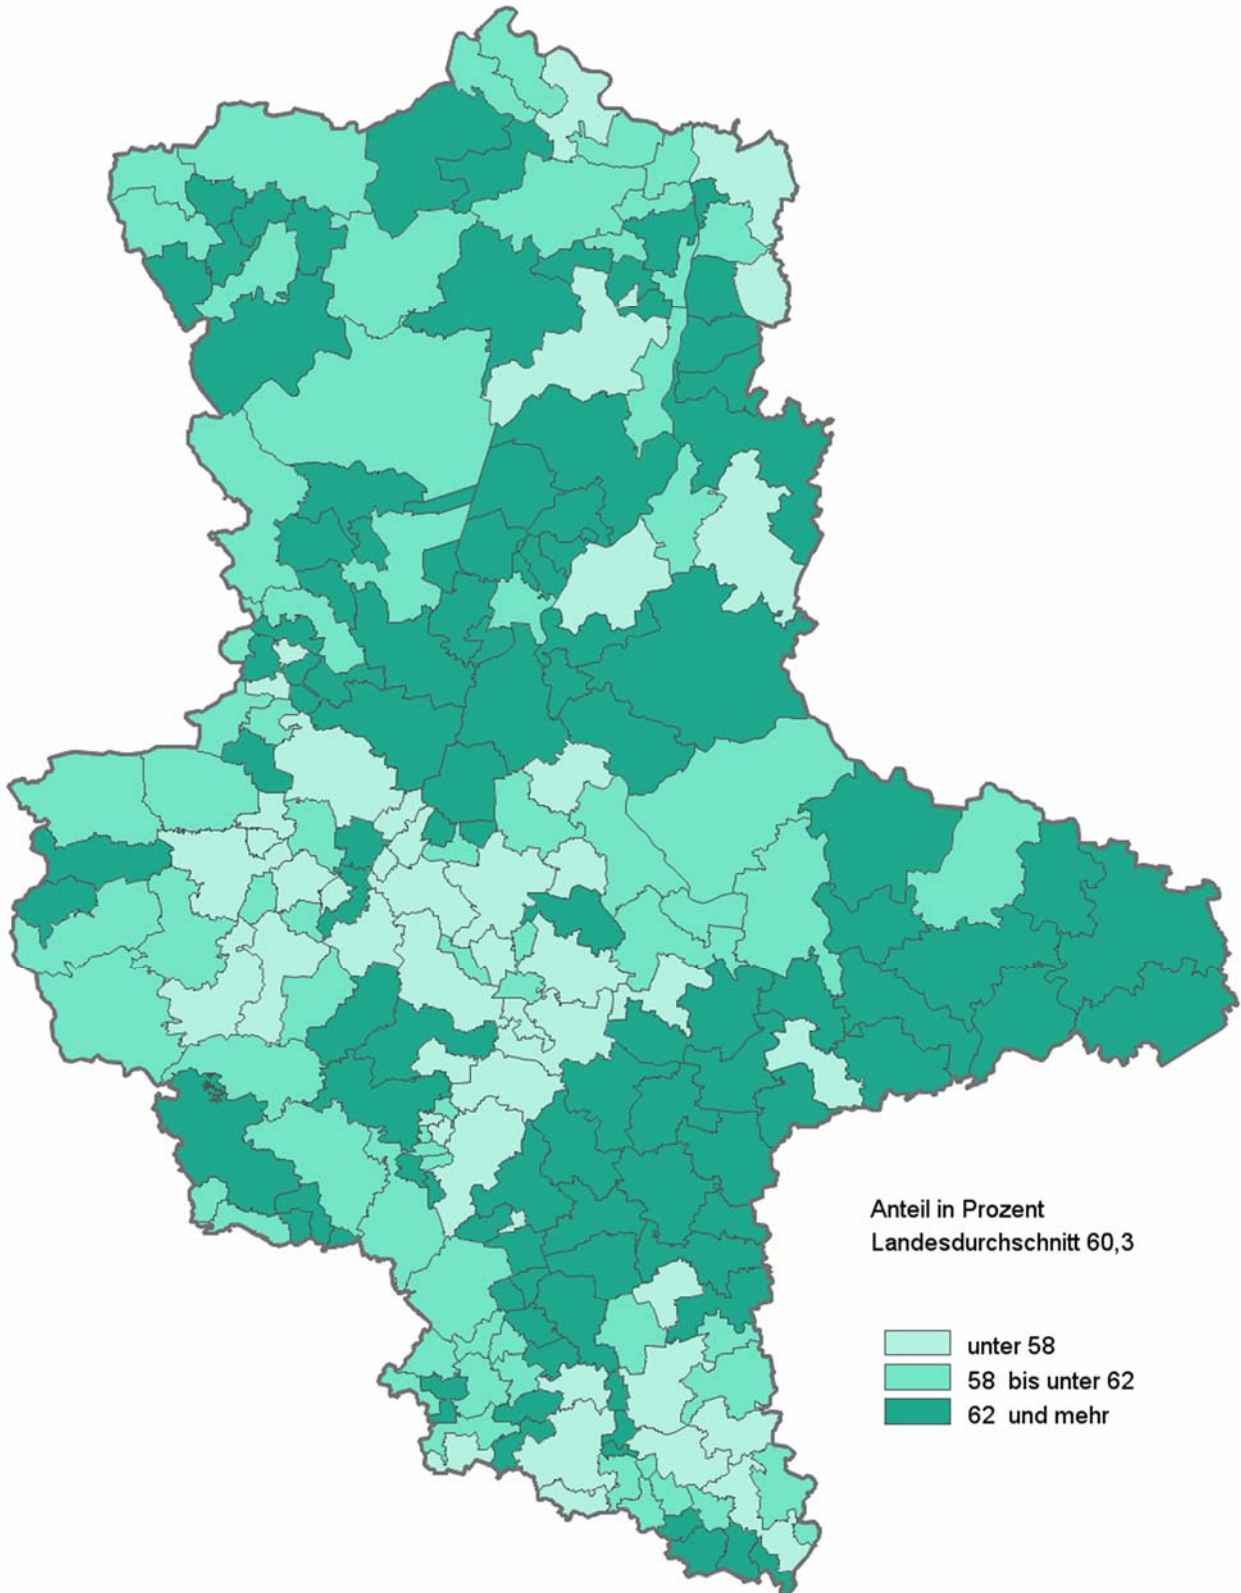 Anteil in Prozent
Landesdurchschnitt 60,3
unter 58
58 bis unter 62
62 und mehr